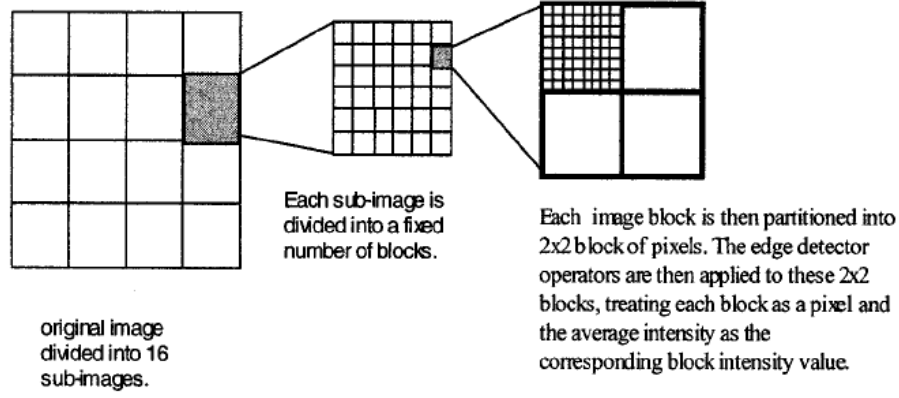 original image
divided into 16
sub-images.
Each sub-image is
divided into a fixed
number of blocks.
Each image block is then partitioned into
2x2 block of pixels. The edge detector
operators are then applied to these 2x2
blocks, treating each block as a pixel and
the average intensity as the
corresponding block intensity value.